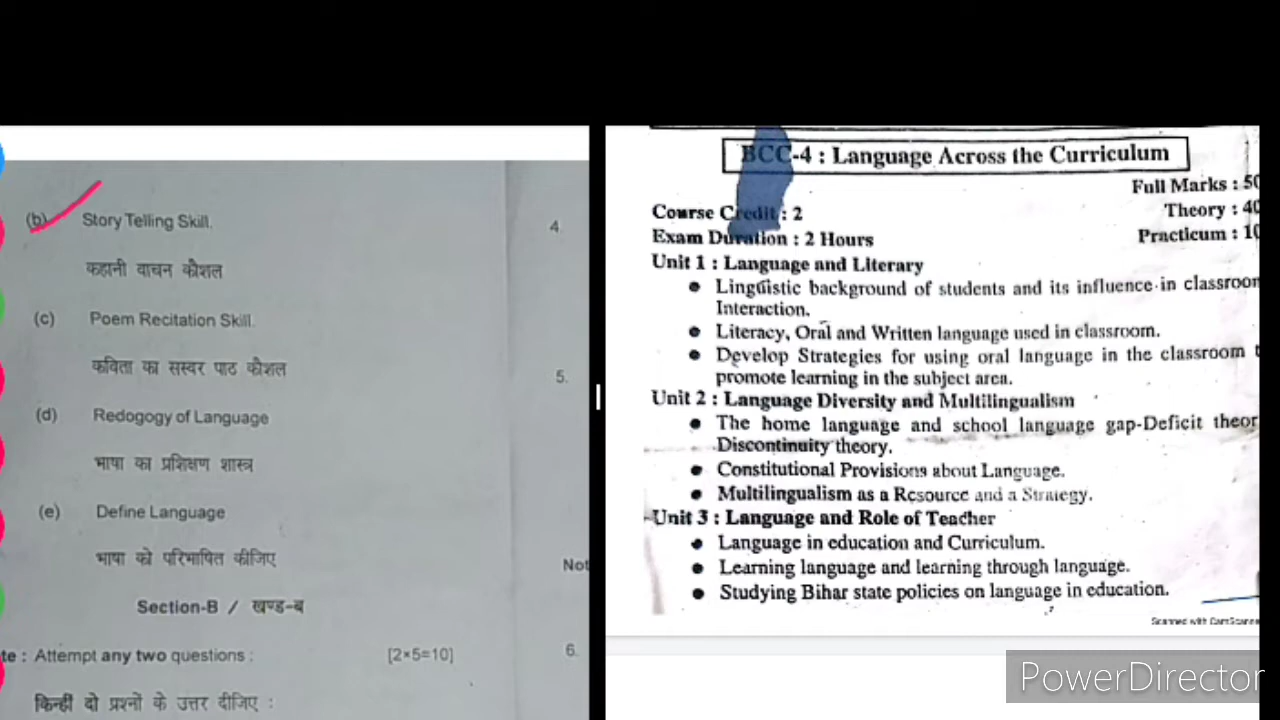 (b) Story Telling Skill.
कहानी वाचन कौशल
(c) Poem Recitation Skill.
कविता का सस्वर पाठ कौशल
(d) Redogogy of Language
भाषा का प्रशिक्षण शास्त्र
(e) Define Language
भाषा को परिभाषित कीजिए
Section-B / खण्ड-ब
te : Attempt any two questions : [2×5=10]
किन्हीं दो प्रश्नों के उत्तर दीजिए :
4.
5.
Not
6.
BCC-4 : Language Across the Curriculum
Full Marks : 50
Course Credit : 2 Theory : 40
Exam Duration : 2 Hours Practicum : 10
Unit 1 : Language and Literary
● Linguistic background of students and its influence in classroom
Interaction.
● Literacy, Oral and Written language used in classroom.
● Develop Strategies for using oral language in the classroom t
promote learning in the subject area.
Unit 2 : Language Diversity and Multilingualism
● The home language and school language gap-Deficit theor
Discontinuity theory.
● Constitutional Provisions about Language.
● Multilingualism as a Resource and a Strategy.
Unit 3 : Language and Role of Teacher
● Language in education and Curriculum.
● Learning language and learning through language.
● Studying Bihar state policies on language in education.
Scanned with CamScanne
PowerDirector